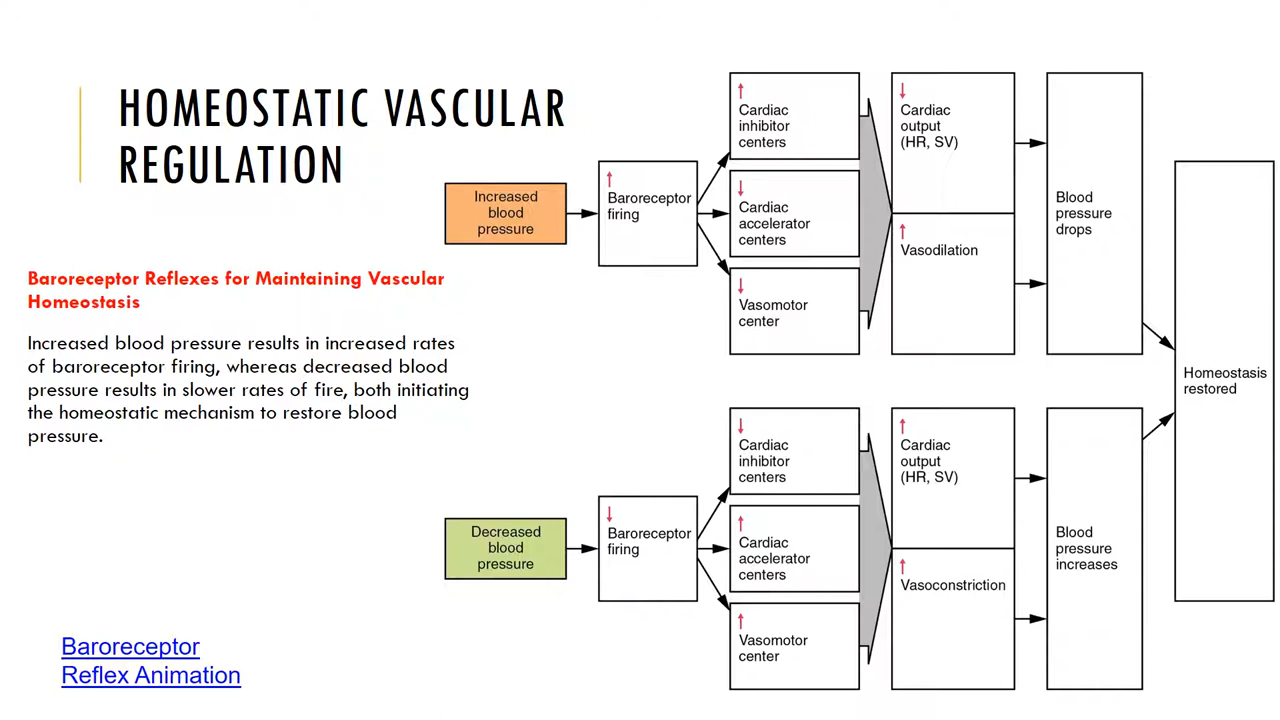 HOMEOSTATIC VASCULAR
REGULATION
Baroreceptor Reflexes for Maintaining Vascular
Homeostasis
Increased blood pressure results in increased rates
of baroreceptor firing, whereas decreased blood
pressure results in slower rates of fire, both initiating
the homeostatic mechanism to restore blood
pressure.
Baroreceptor
Reflex Animation
Increased
blood
pressure
↑
Baroreceptor
firing
↑
Cardiac
inhibitor
centers
↓
Cardiac
accelerator
centers
↓
Vasomotor
center
↓
Cardiac
output
(HR, SV)
↑
Vasodilation
Blood
pressure
drops
Decreased
blood
pressure
↓
Baroreceptor
firing
↓
Cardiac
inhibitor
centers
↑
Cardiac
accelerator
centers
↑
Vasomotor
center
↑
Cardiac
output
(HR, SV)
↑
Vasoconstriction
Blood
pressure
increases
Homeostasis
restored